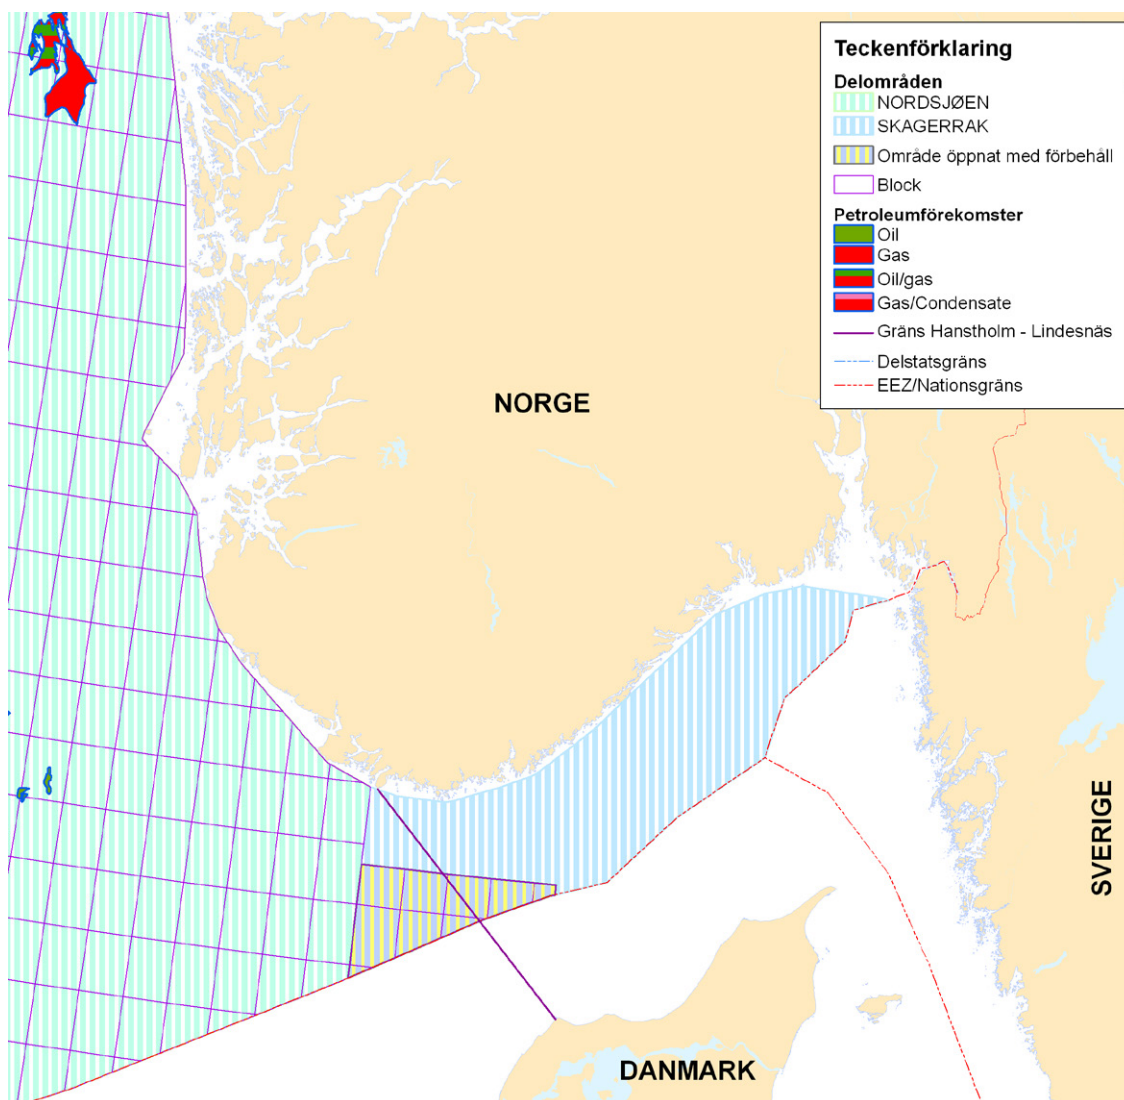 Teckenförklaring
Delområden
NORDSJØEN
SKAGERRAK
Område öppnat med förbehåll
Block
Petroleumförekomster
Oil
Gas
Oil/gas
Gas/Condensate
Gräns Hanstholm - Lindesnäs
Delstatsgräns
EEZ/Nationsgräns
NORGE
SVERIGE
DANMARK